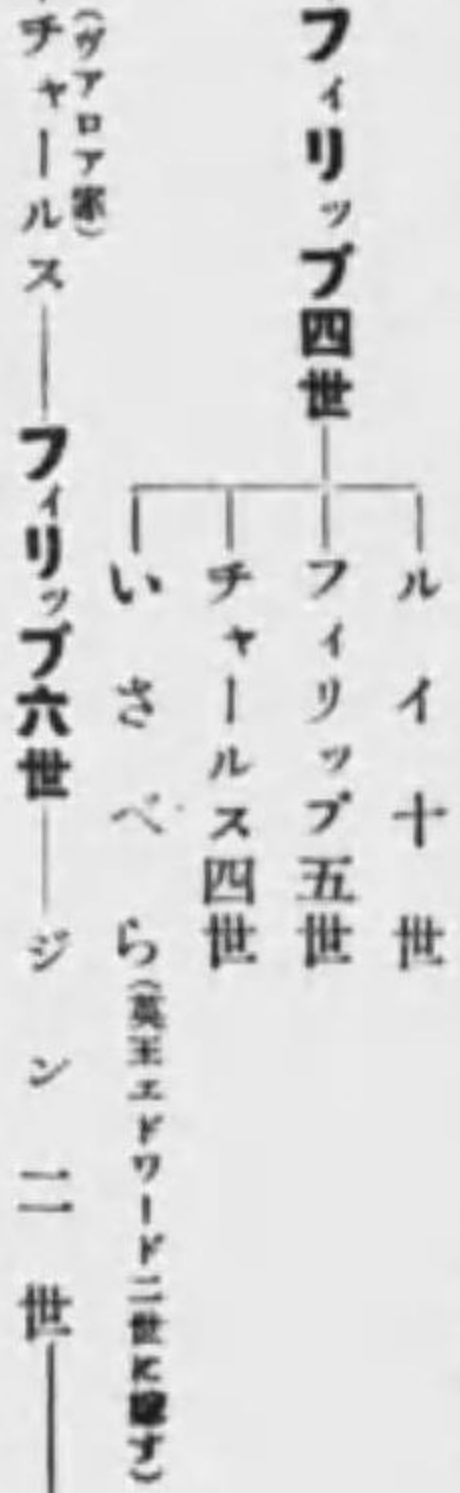 フィリップ四世
ルイ十世
フィリップ五世
チャールス四世
いさべら(英王エドワード二世に嫁す)
(ヴアロア家)
チャールス
フィリップ六世
ジン二世